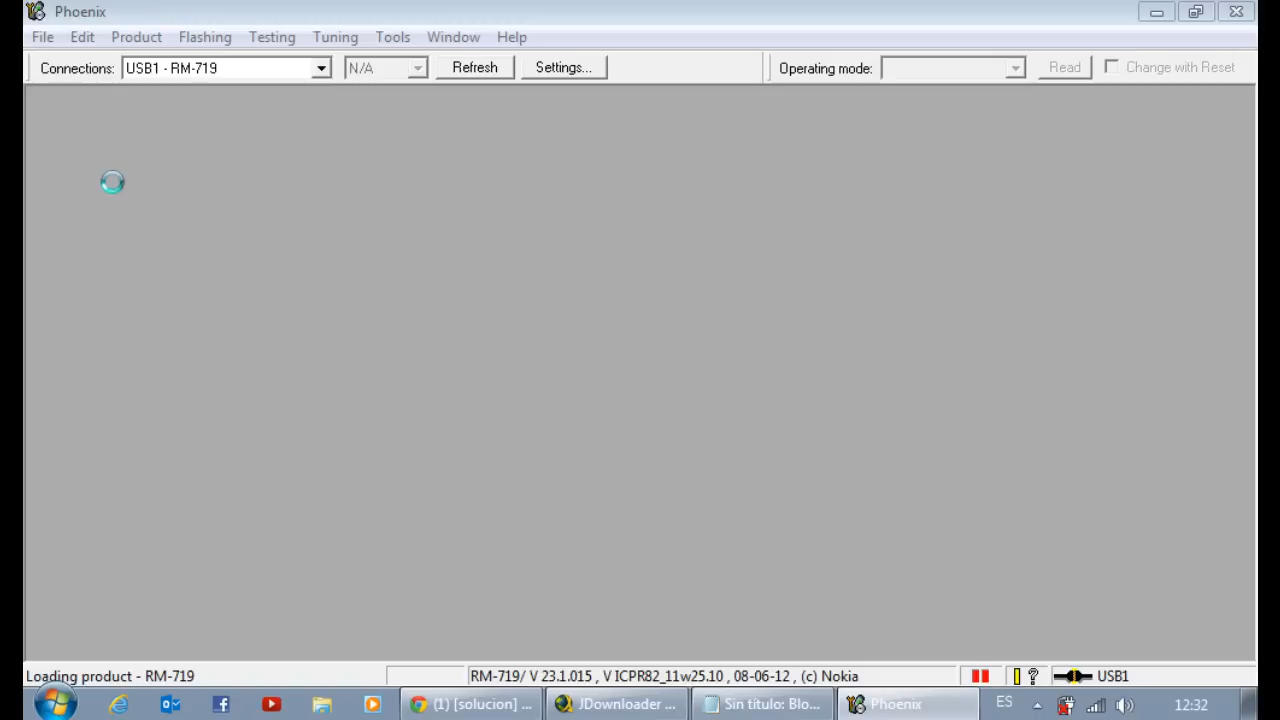 Phoenix
File Edit Product Flashing Testing Tuning Tools Window Help
Connections: USB1 - RM-719 N/A Refresh Settings... Operating mode: Read Change with Reset
Loading product - RM-719 RM-719/ V 23.1.015 , V ICPR82_11w25.10 , 08-06-12 , (c) Nokia ? USB1
(1) [solucion] ... JDownloader ... Sin título: Blo... Phoenix ES 12:32